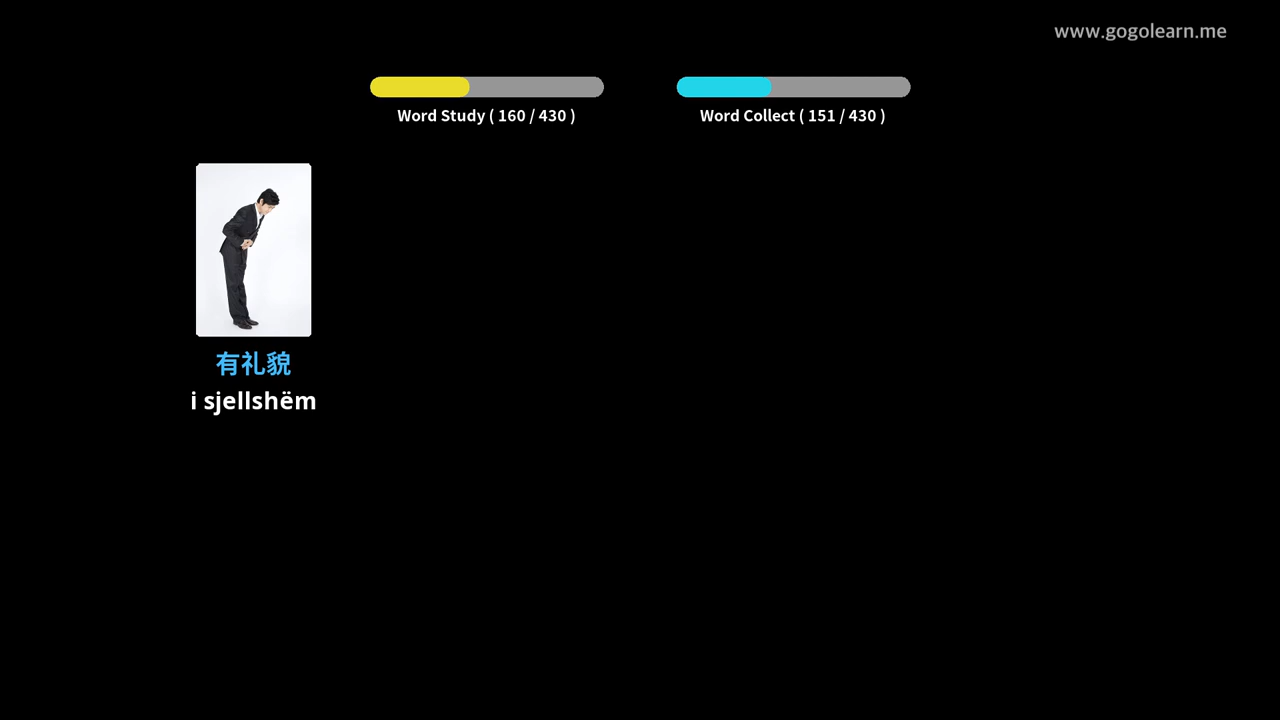 www.gogolearn.me
Word Study ( 160 / 430 )
Word Collect ( 151 / 430 )
有礼貌
i sjellshëm